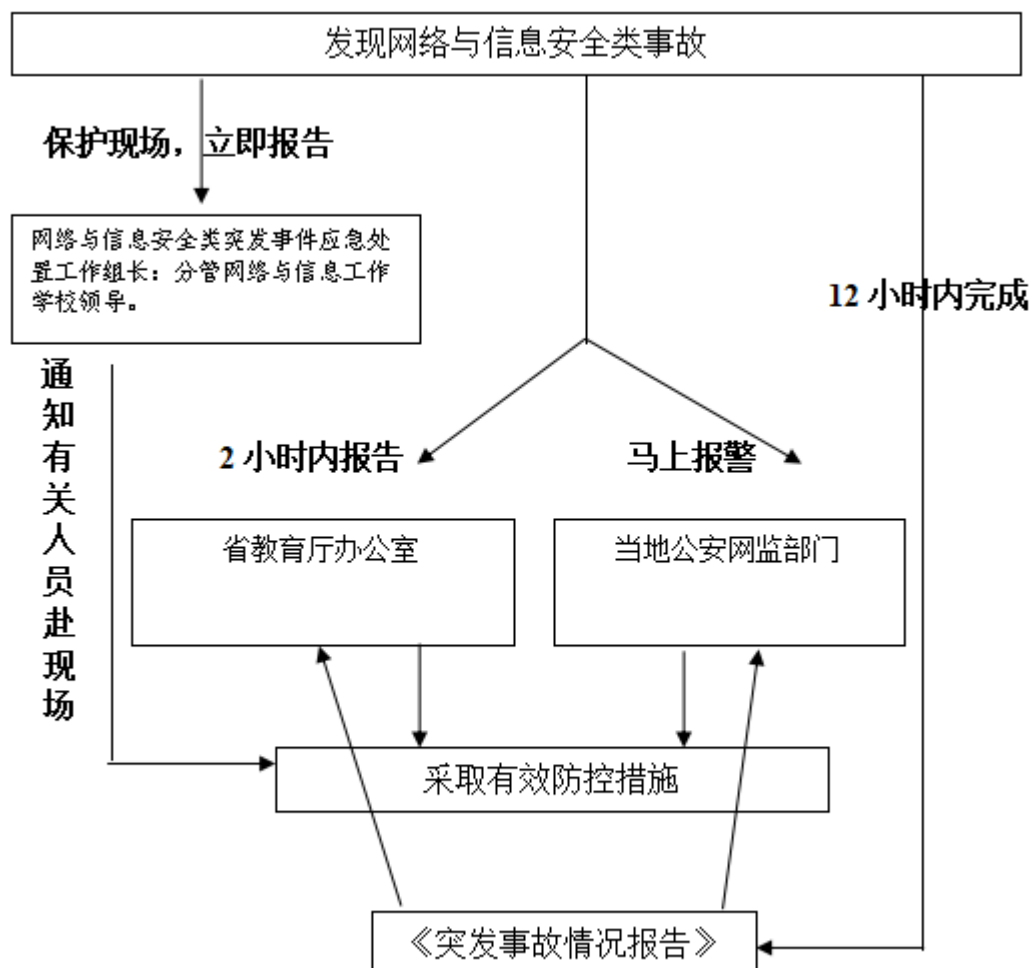 发现网络与信息安全类事故
保护现场，立即报告
网络与信息安全类突发事件应急处
置工作组长：分管网络与信息工作
学校领导。
12 小时内完成
通知有关人员赴现场
2 小时内报告
马上报警
省教育厅办公室
当地公安网监部门
采取有效防控措施
《突发事故情况报告》